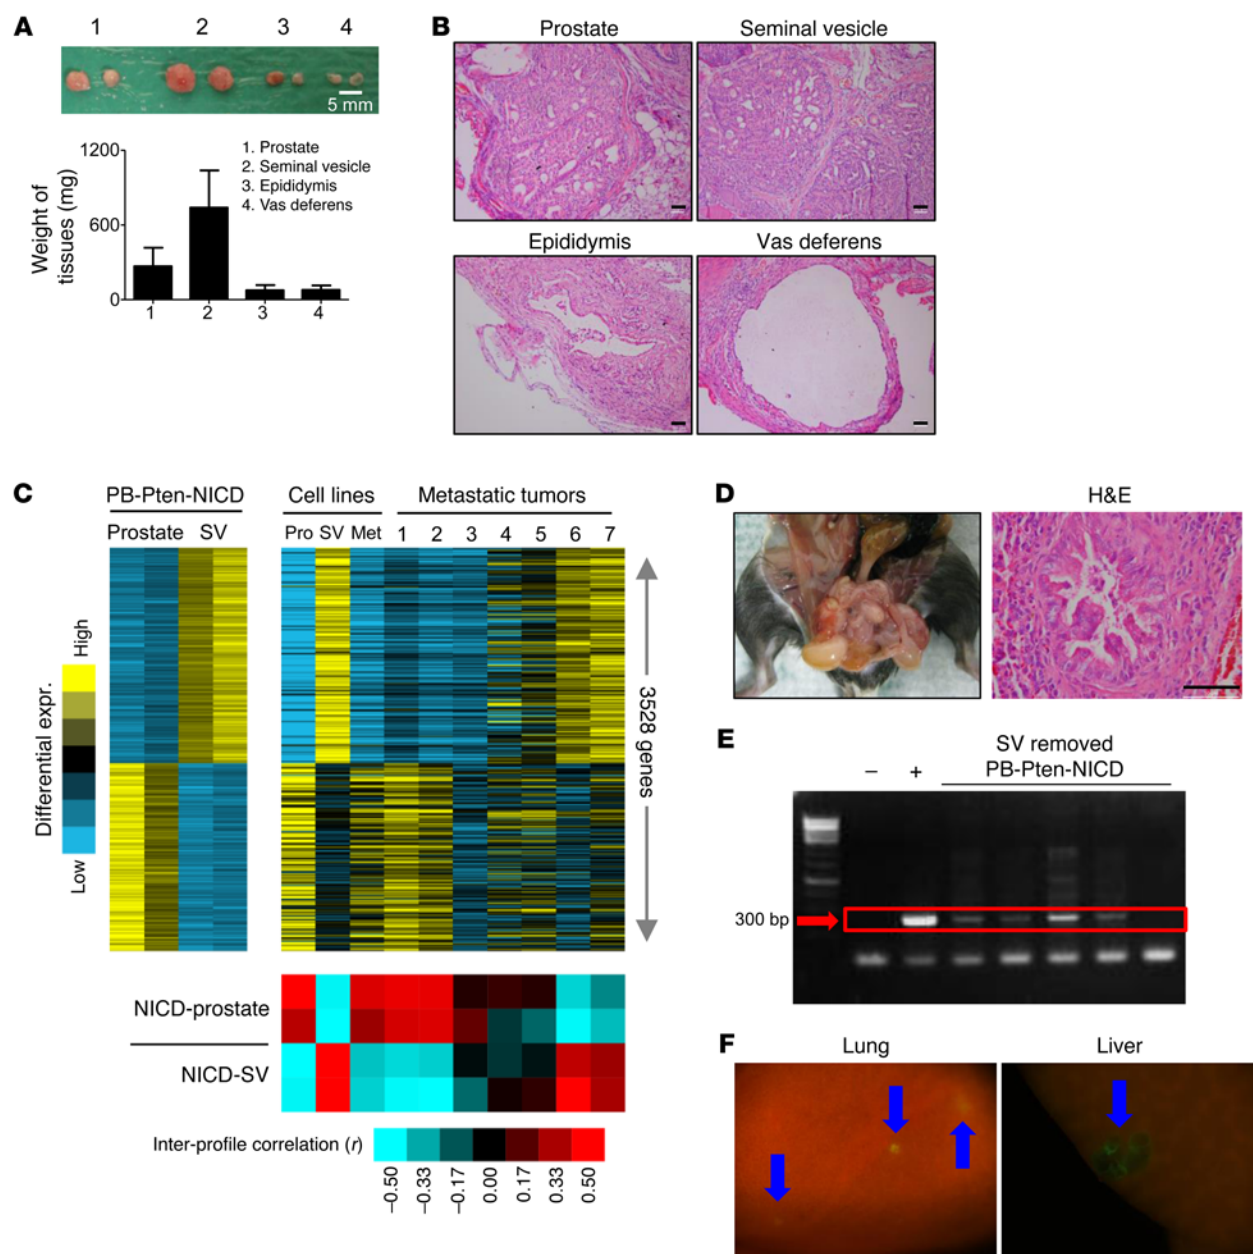 A
1 2 3 4
5 mm
1200
600
0
Weight of
tissues (mg)
1. Prostate
2. Seminal vesicle
3. Epididymis
4. Vas deferens
1 2 3 4
B
Prostate Seminal vesicle
Epididymis Vas deferens
C
PB-Pten-NICD
Prostate SV
Cell lines Metastatic tumors
Pro SV Met 1 2 3 4 5 6 7
High
Differential expr.
Low
3528 genes
NICD-prostate
NICD-SV
Inter-profile correlation (r)
−0.50 −0.33 −0.17 0.00 0.17 0.33 0.50
D
H&E
E
SV removed
– + PB-Pten-NICD
300 bp
F
Lung Liver